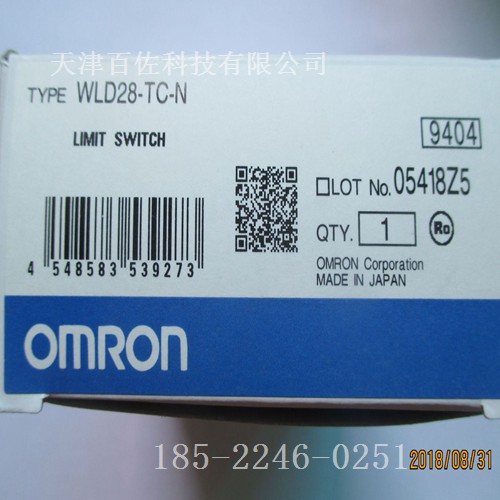 天津百佐科技有限公司
TYPE WLD28-TC-N
LIMIT SWITCH
9404
LOT No. 05418Z5
QTY. 1 Ro
4 548583 539273
OMRON Corporation
MADE IN JAPAN
OMRON
185-2246-0251
2018/08/31